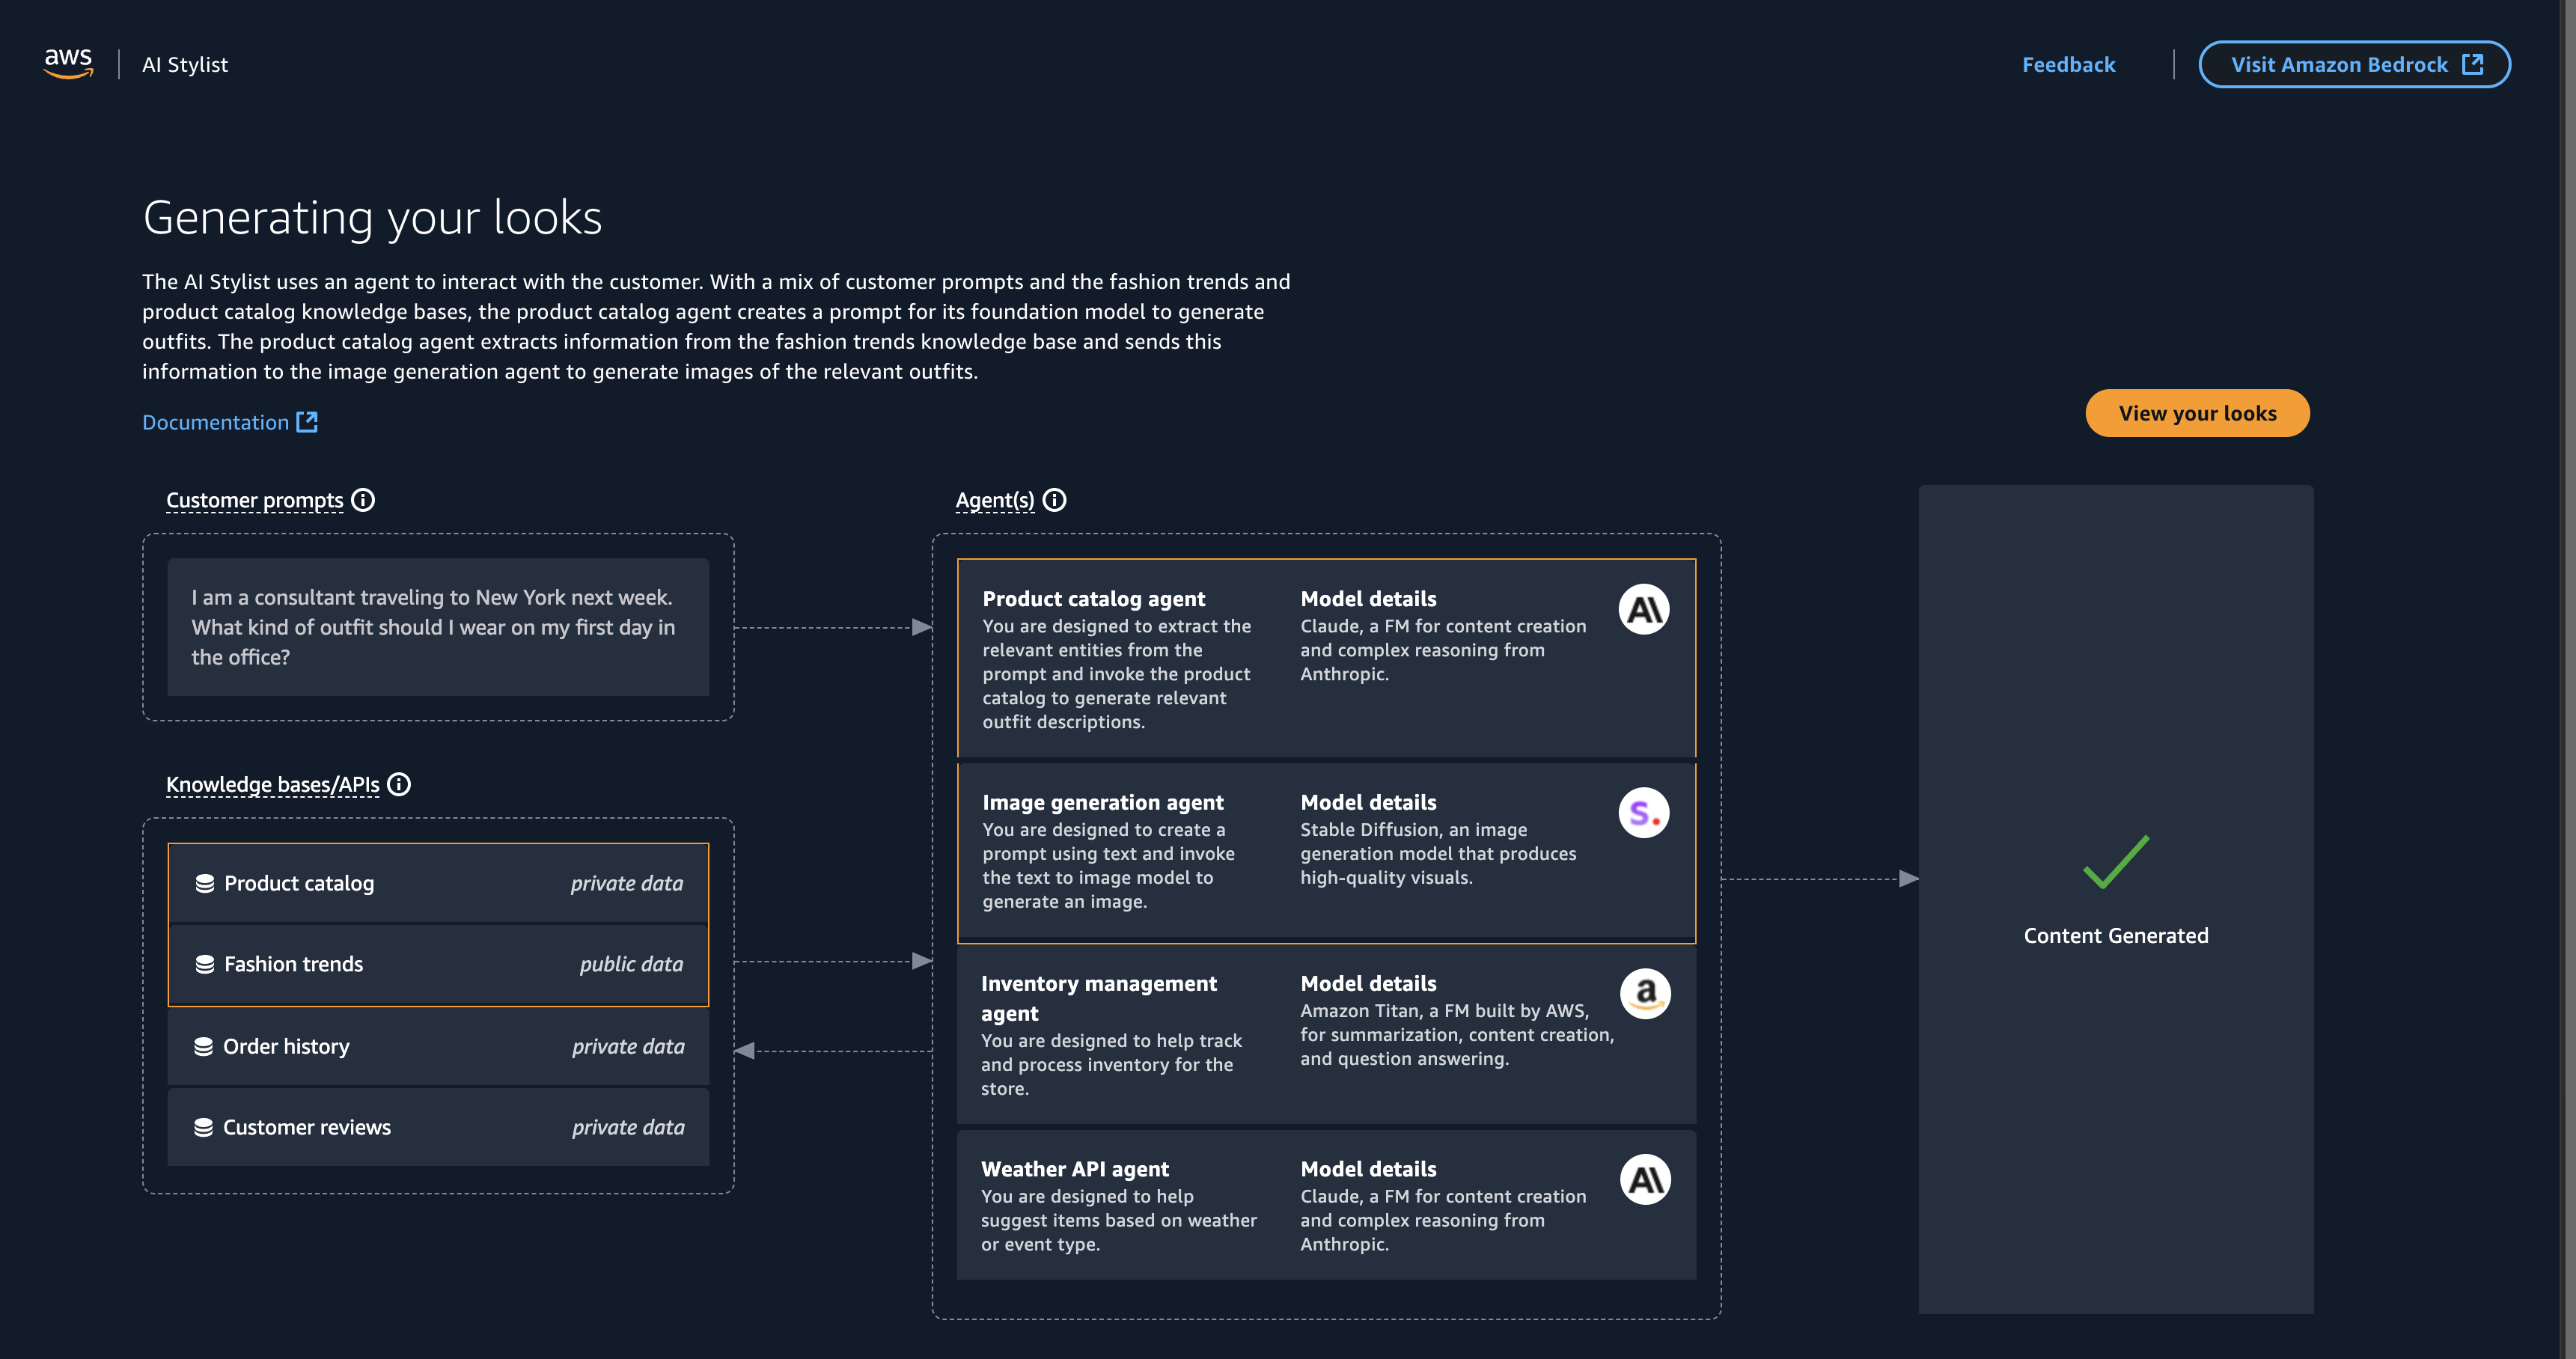 aws
AI Stylist
Feedback
Visit Amazon Bedrock
Generating your looks
The AI Stylist uses an agent to interact with the customer. With a mix of customer prompts and the fashion trends and
product catalog knowledge bases, the product catalog agent creates a prompt for its foundation model to generate
outfits. The product catalog agent extracts information from the fashion trends knowledge base and sends this
information to the image generation agent to generate images of the relevant outfits.
Documentation
View your looks
Customer prompts
I am a consultant traveling to New York next week.
What kind of outfit should I wear on my first day in
the office?
Knowledge bases/APIs
Product catalog private data
Fashion trends public data
Order history private data
Customer reviews private data
Agent(s)
Product catalog agent
You are designed to extract the
relevant entities from the
prompt and invoke the product
catalog to generate relevant
outfit descriptions.
Model details
Claude, a FM for content creation
and complex reasoning from
Anthropic.
A\
Image generation agent
You are designed to create a
prompt using text and invoke
the text to image model to
generate an image.
Model details
Stable Diffusion, an image
generation model that produces
high-quality visuals.
S.
Inventory management
agent
You are designed to help track
and process inventory for the
store.
Model details
Amazon Titan, a FM built by AWS,
for summarization, content creation,
and question answering.
a
Weather API agent
You are designed to help
suggest items based on weather
or event type.
Model details
Claude, a FM for content creation
and complex reasoning from
Anthropic.
A\
Content Generated